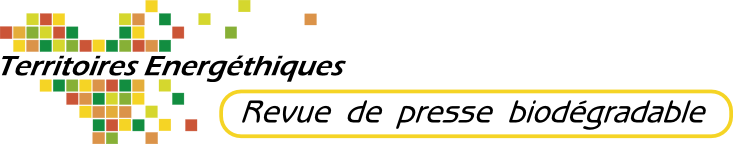 Territoires Energéthiques
Revue de presse biodégradable